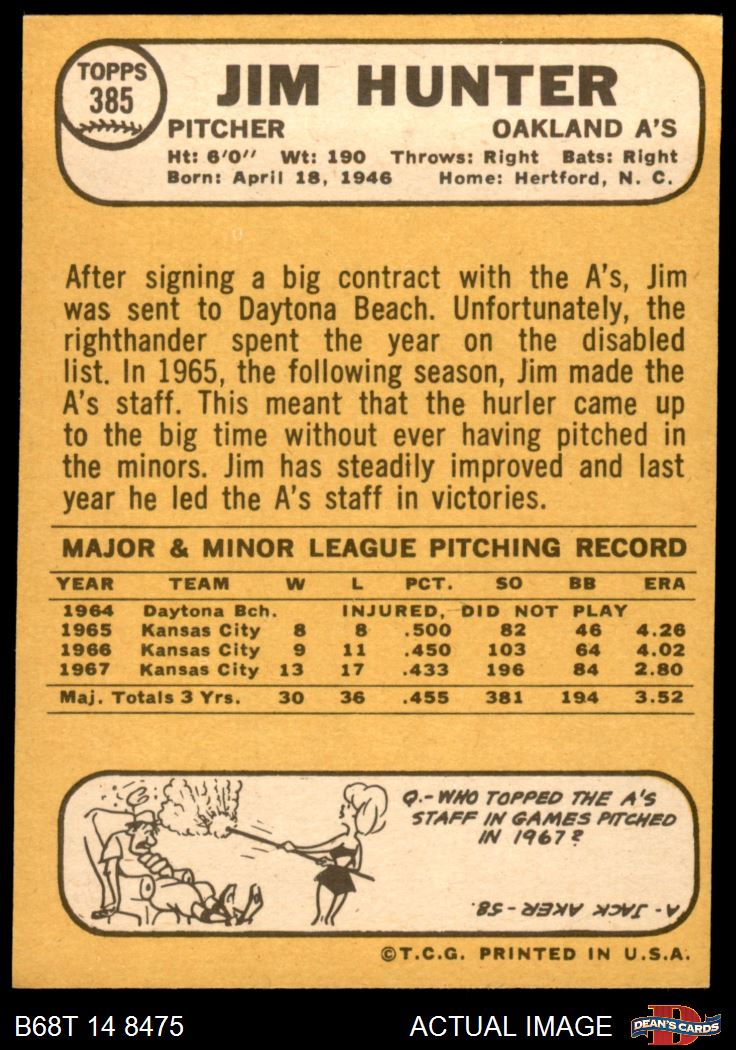 TOPPS
385
JIM HUNTER
PITCHER OAKLAND A'S
Ht: 6'0" Wt: 190 Throws: Right Bats: Right
Born: April 18, 1946 Home: Hertford, N. C.
After signing a big contract with the A's, Jim
was sent to Daytona Beach. Unfortunately, the
righthander spent the year on the disabled
list. In 1965, the following season, Jim made the
A's staff. This meant that the hurler came up
to the big time without ever having pitched in
the minors. Jim has steadily improved and last
year he led the A's staff in victories.
MAJOR & MINOR LEAGUE PITCHING RECORD
YEAR TEAM W L PCT. SO BB ERA
1964 Daytona Bch. INJURED, DID NOT PLAY
1965 Kansas City 8 8 .500 82 46 4.26
1966 Kansas City 9 11 .450 103 64 4.02
1967 Kansas City 13 17 .433 196 84 2.80
Maj. Totals 3 Yrs. 30 36 .455 381 194 3.52
Q.-WHO TOPPED THE A'S
STAFF IN GAMES PITCHED
IN 1967?
A- JACK AKER-58.
©T.C.G. PRINTED IN U.S.A.
B68T 14 8475 ACTUAL IMAGE
D
DEAN'S CARDS